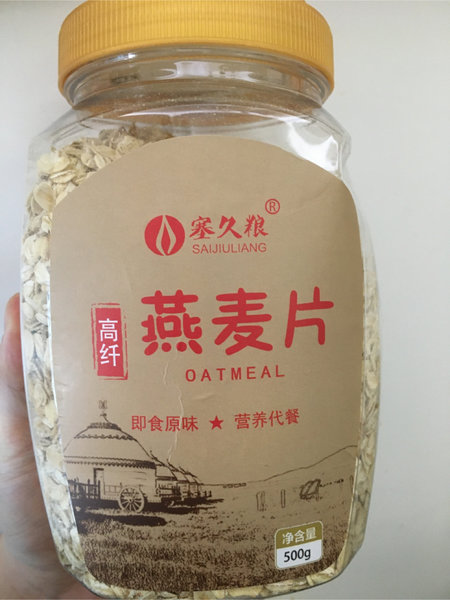 塞久粮®
SAIJIULIANG
高纤
燕麦片
OATMEAL
即食原味 ★ 营养代餐
净含量
500g